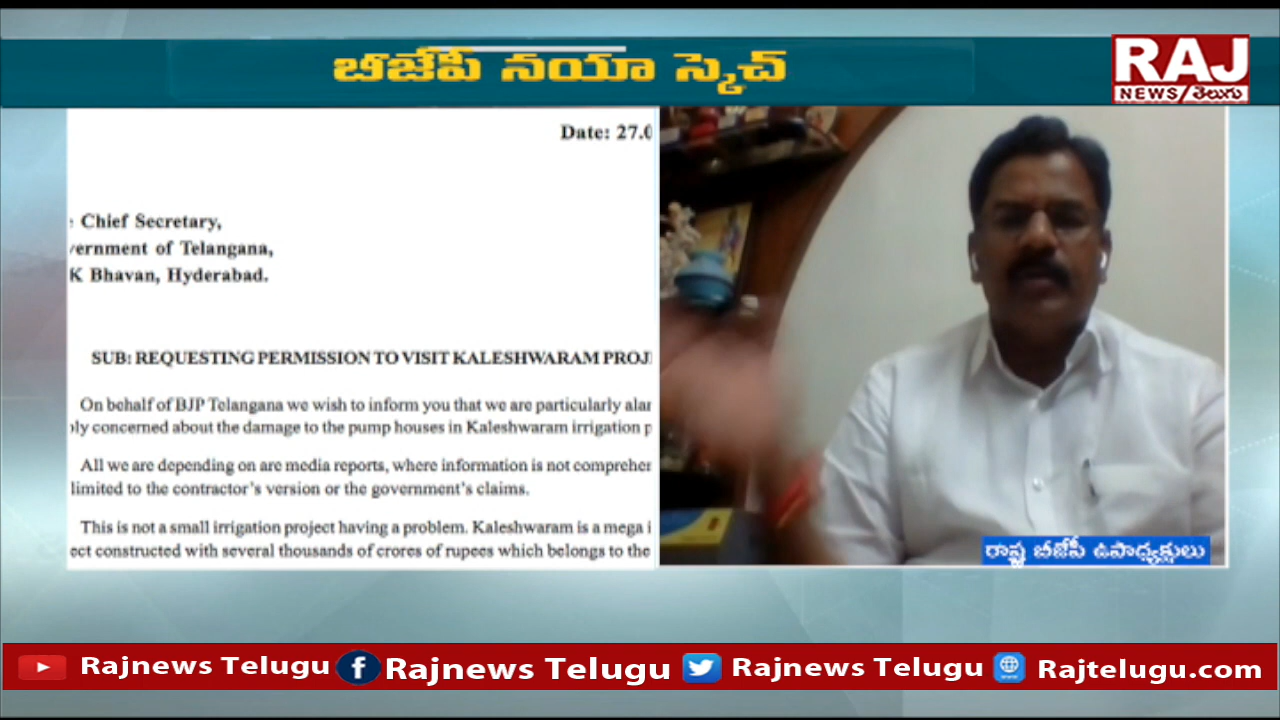 బీజేపీ నయా స్కెచ్
RAJ
NEWS తెలుగు
Date: 27.0
Chief Secretary,
vernment of Telangana,
K Bhavan, Hyderabad.
SUB: REQUESTING PERMISSION TO VISIT KALESHWARAM PROJ
On behalf of BJP Telangana we wish to inform you that we are particularly alar
ly concerned about the damage to the pump houses in Kaleshwaram irrigation p
All we are depending on are media reports, where information is not comprehen
limited to the contractor's version or the government's claims.
This is not a small irrigation project having a problem. Kaleshwaram is a mega i
ect constructed with several thousands of crores of rupees which belongs to the
రాష్ట్ర బీజేపీ ఉపాధ్యక్షులు
Rajnews Telugu Rajnews Telugu Rajnews Telugu Rajtelugu.com